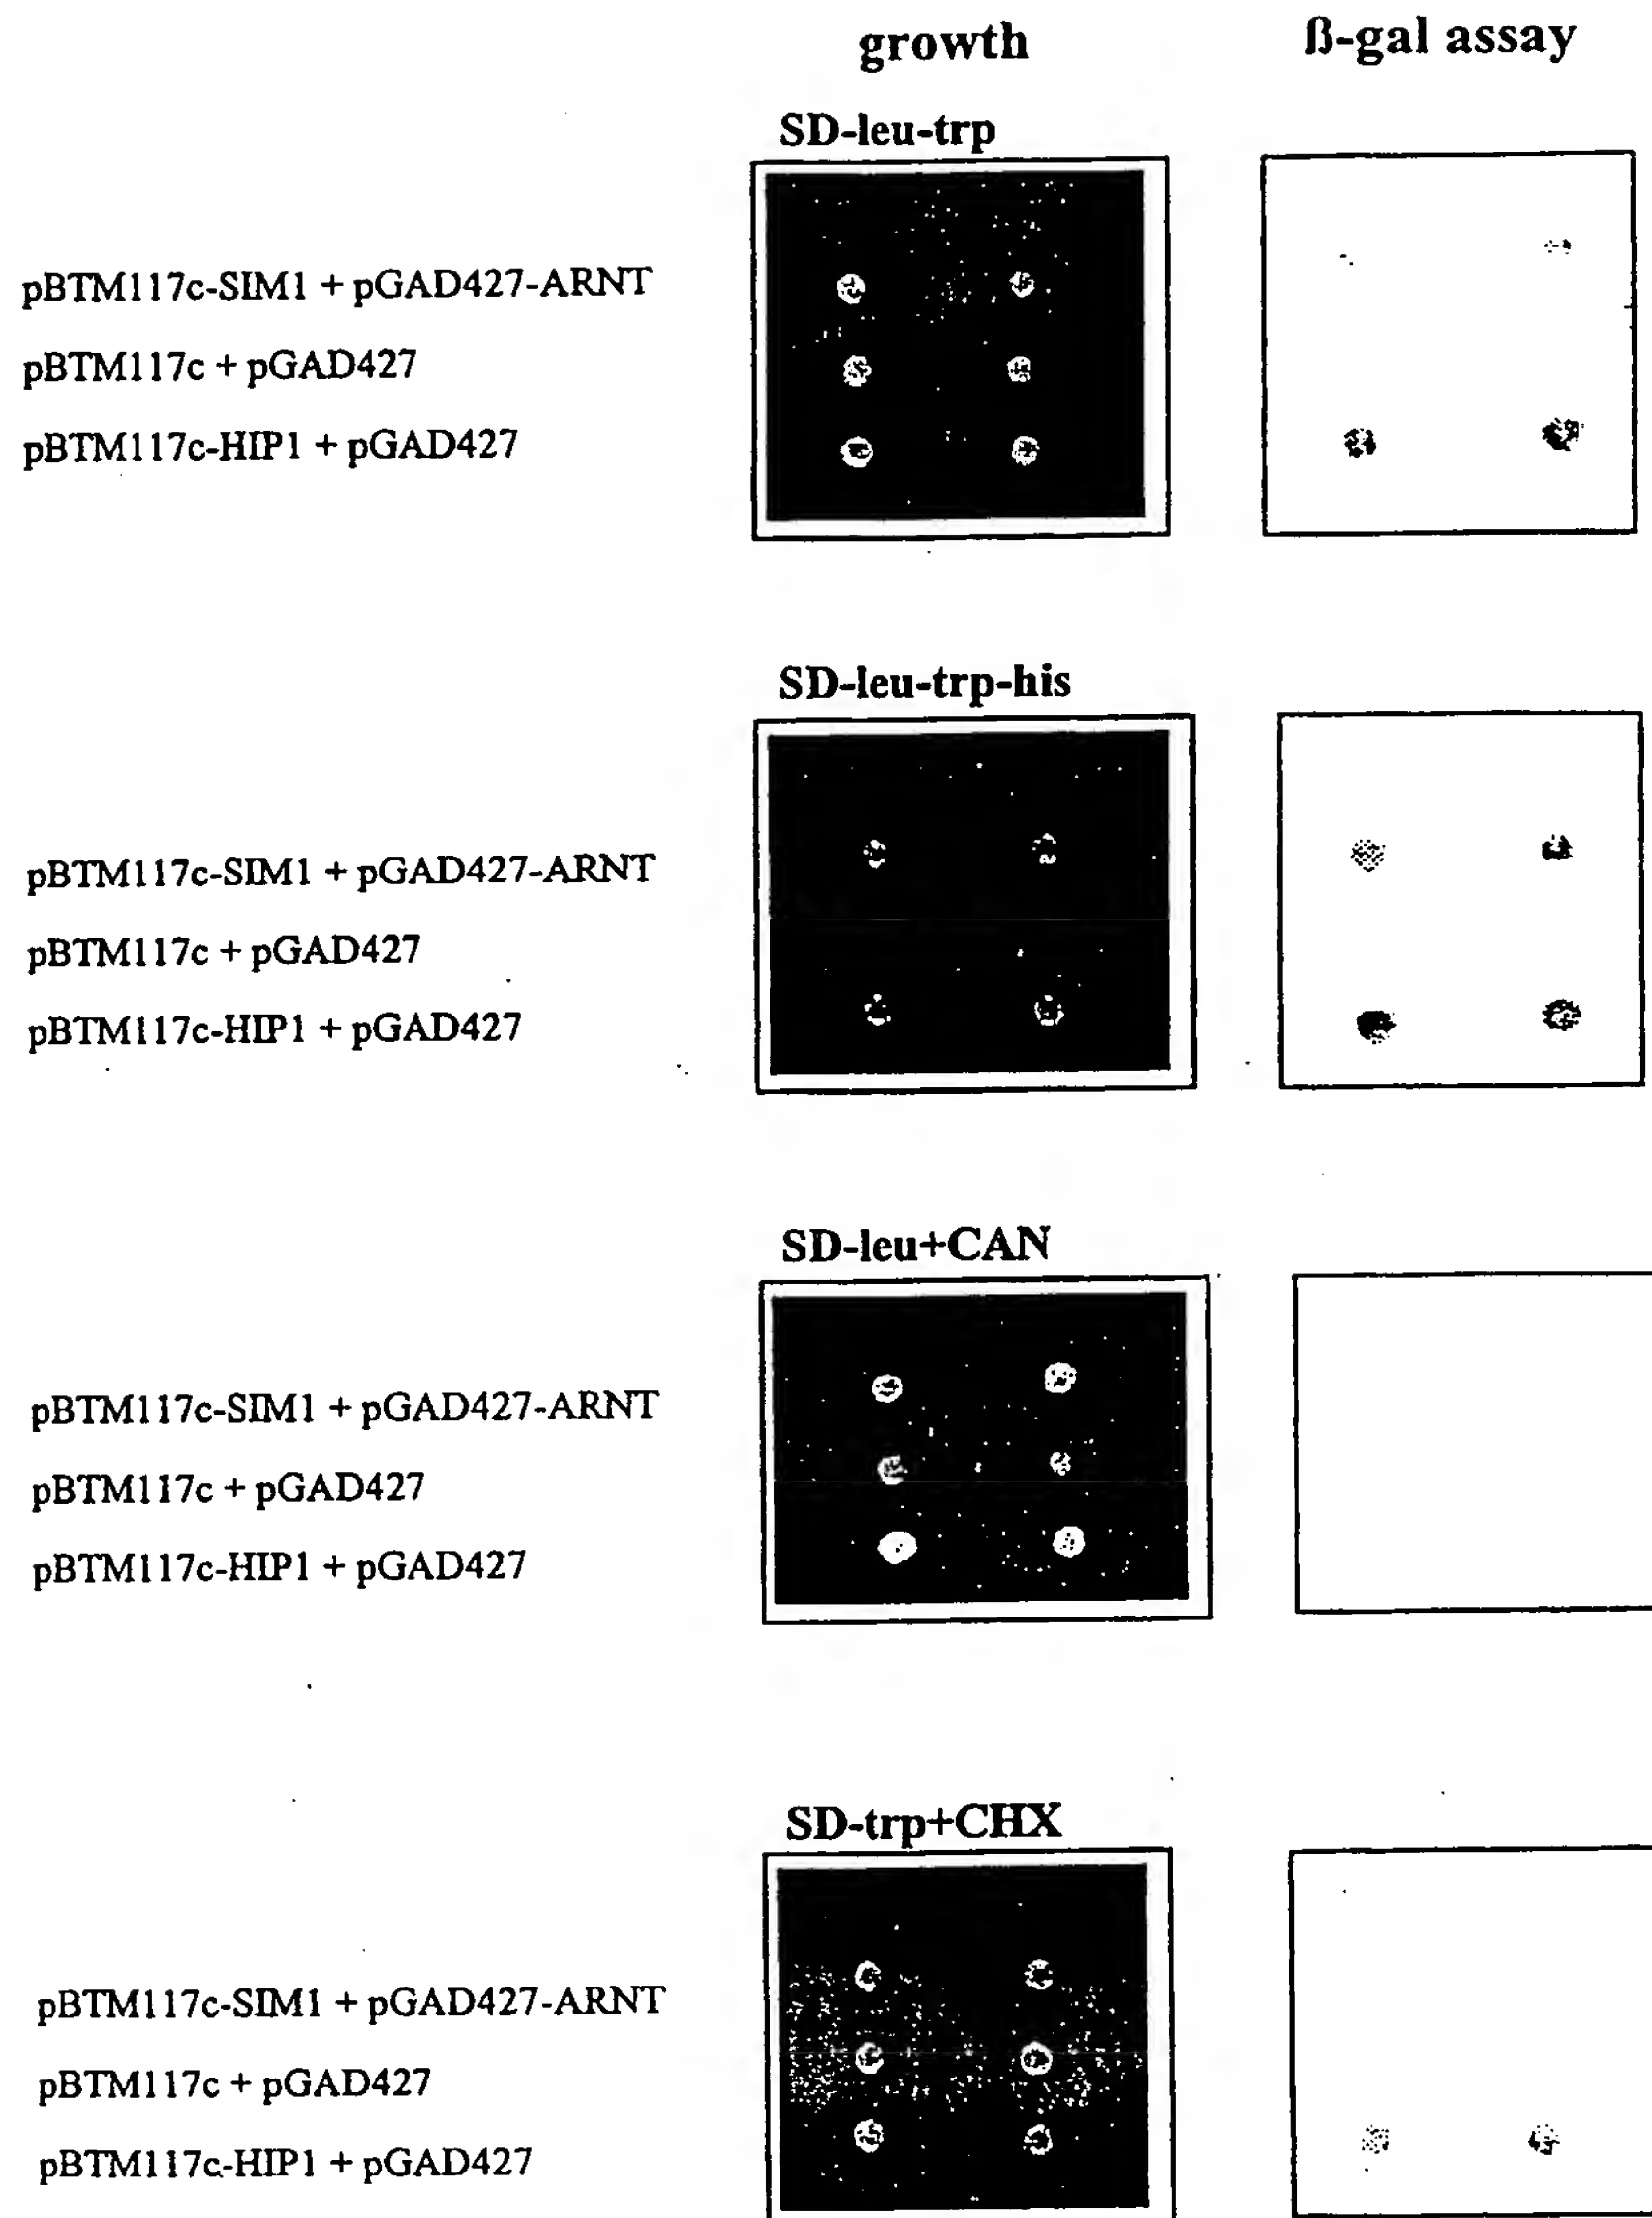 growth
ß-gal assay
SD-leu-trp
pBTM117c-SIM1 + pGAD427-ARNT
pBTM117c + pGAD427
pBTM117c-HIP1 + pGAD427
SD-leu-trp-his
pBTM117c-SIM1 + pGAD427-ARNT
pBTM117c + pGAD427
pBTM117c-HIP1 + pGAD427
SD-leu+CAN
pBTM117c-SIM1 + pGAD427-ARNT
pBTM117c + pGAD427
pBTM117c-HIP1 + pGAD427
SD-trp+CHX
pBTM117c-SIM1 + pGAD427-ARNT
pBTM117c + pGAD427
pBTM117c-HIP1 + pGAD427